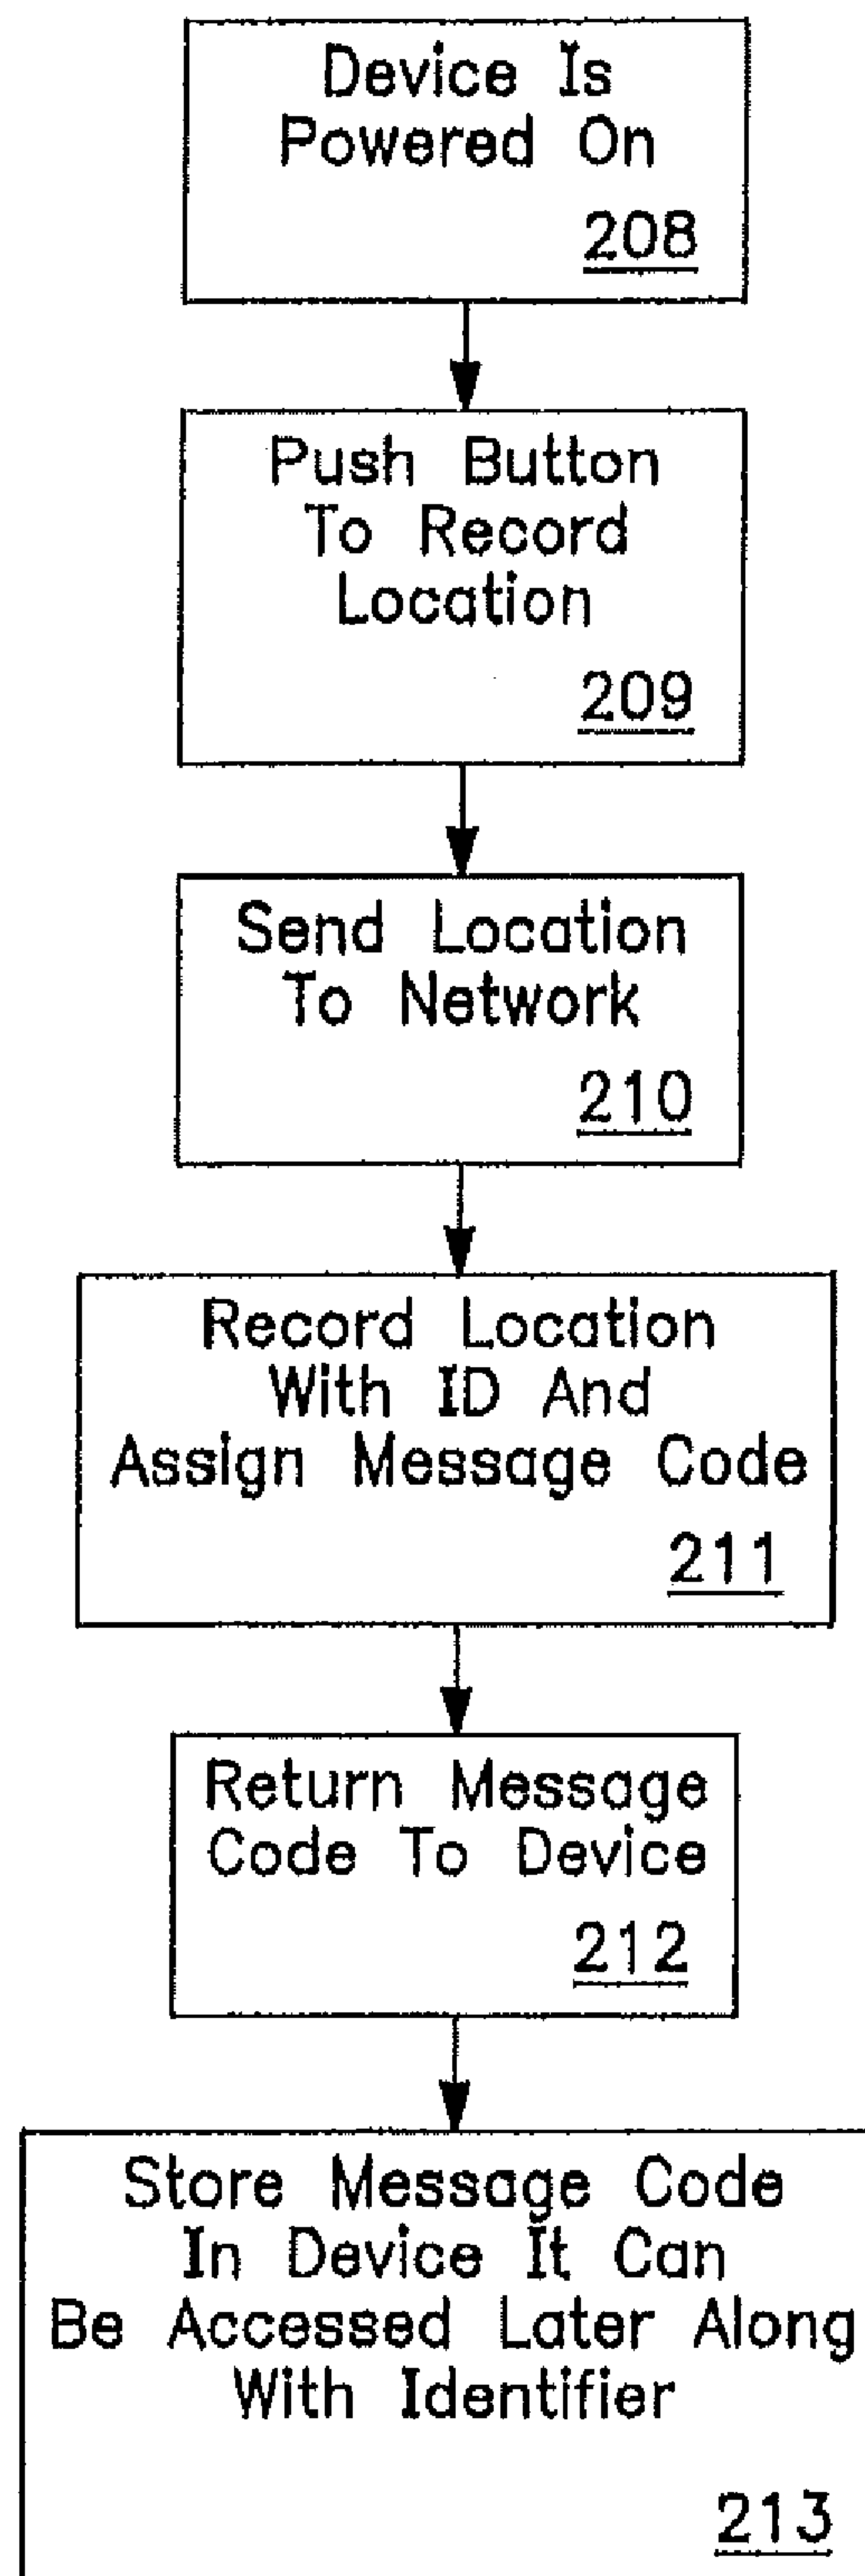 Device Is
Powered On
208
Push Button
To Record
Location
209
Send Location
To Network
210
Record Location
With ID And
Assign Message Code
211
Return Message
Code To Device
212
Store Message Code
In Device It Can
Be Accessed Later Along
With Identifier
213